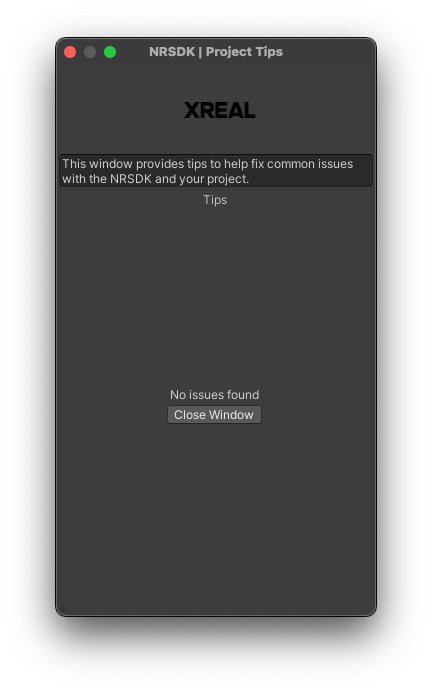 NRSDK | Project Tips
XREAL
This window provides tips to help fix common issues
with the NRSDK and your project.
Tips
No issues found
Close Window